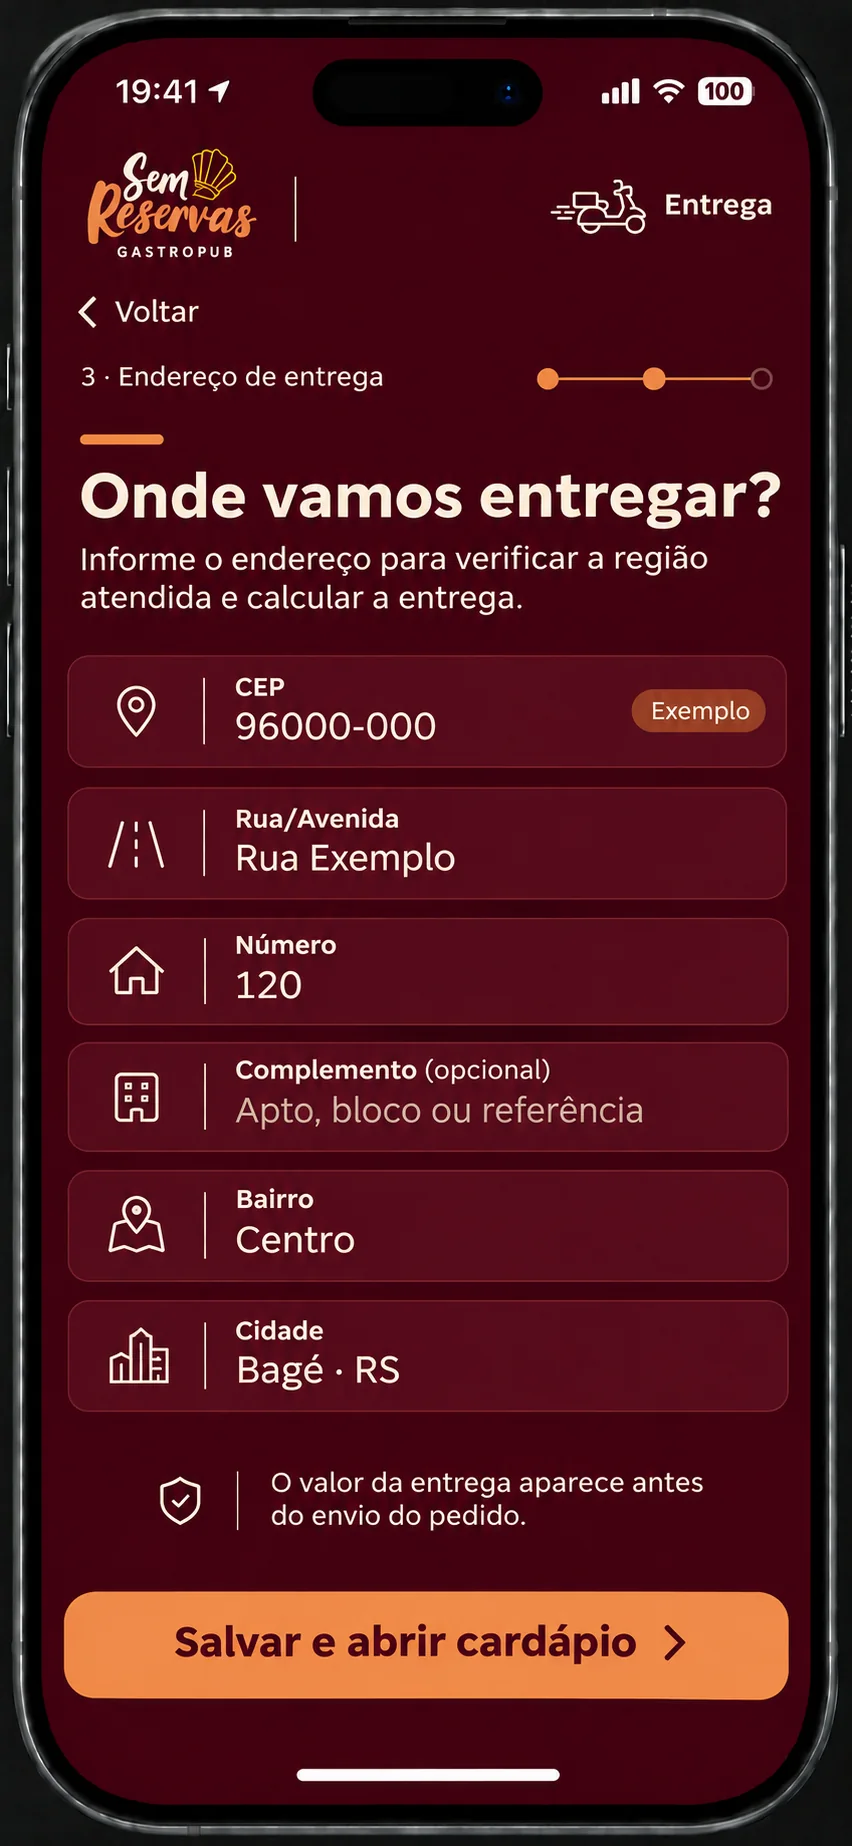 19:41
100
Sem
Reservas
GASTROPUB
Entrega
Voltar
3 · Endereço de entrega
Onde vamos entregar?
Informe o endereço para verificar a região
atendida e calcular a entrega.
CEP
96000-000
Exemplo
Rua/Avenida
Rua Exemplo
Número
120
Complemento (opcional)
Apto, bloco ou referência
Bairro
Centro
Cidade
Bagé · RS
O valor da entrega aparece antes
do envio do pedido.
Salvar e abrir cardápio